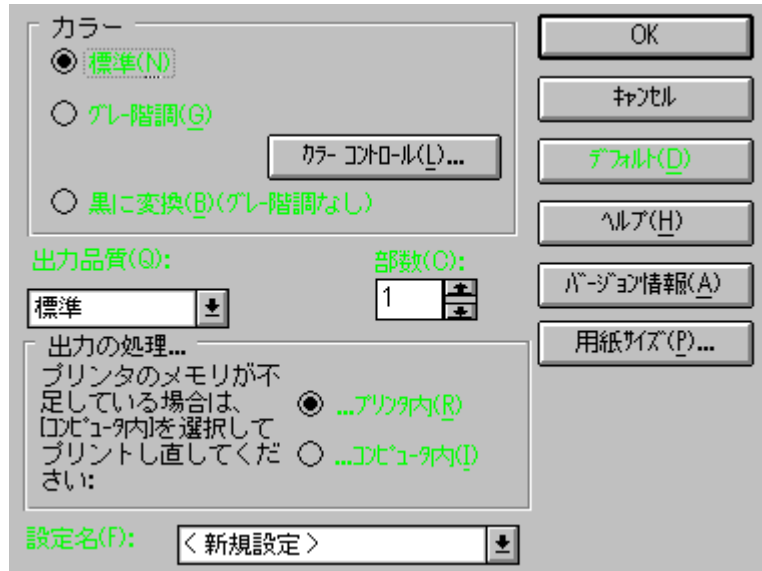 カラー
標準(N)
ｸﾞﾚｰ階調(G)
ｶﾗｰ ｺﾝﾄﾛｰﾙ(L)...
黒に変換(B)(ｸﾞﾚｰ階調なし)
出力品質(Q):
標準
部数(C):
1
出力の処理...
プリンタのメモリが不
足している場合は、
[ｺﾝﾋﾟｭｰﾀ内]を選択して
プリントし直してくだ
さい:
...ﾌﾟﾘﾝﾀ内(R)
...ｺﾝﾋﾟｭｰﾀ内(I)
設定名(F):
<新規設定>
OK
ｷｬﾝｾﾙ
ﾃﾞﾌｫﾙﾄ(D)
ﾍﾙﾌﾟ(H)
ﾊﾞｰｼﾞｮﾝ情報(A)
用紙ｻｲｽﾞ(P)...